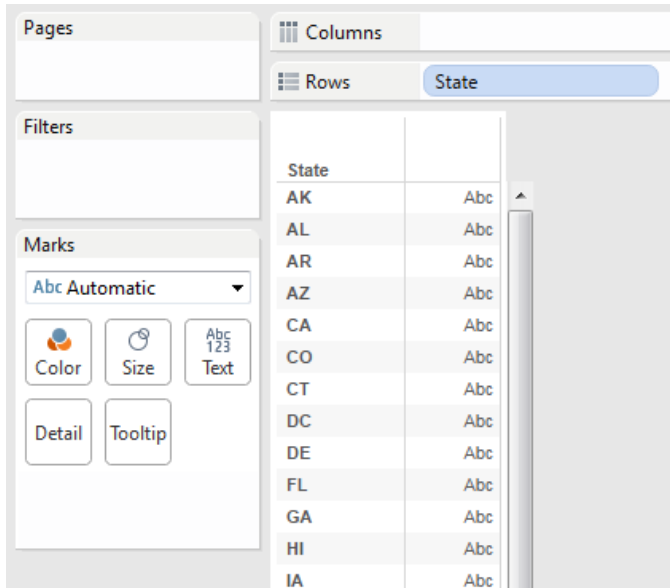 Pages
Columns
Rows State
Filters
State
AK Abc
AL Abc
AR Abc
AZ Abc
CA Abc
CO Abc
CT Abc
DC Abc
DE Abc
FL Abc
GA Abc
HI Abc
IA Abc
Marks
Abc Automatic
Color Size Abc 123 Text
Detail Tooltip